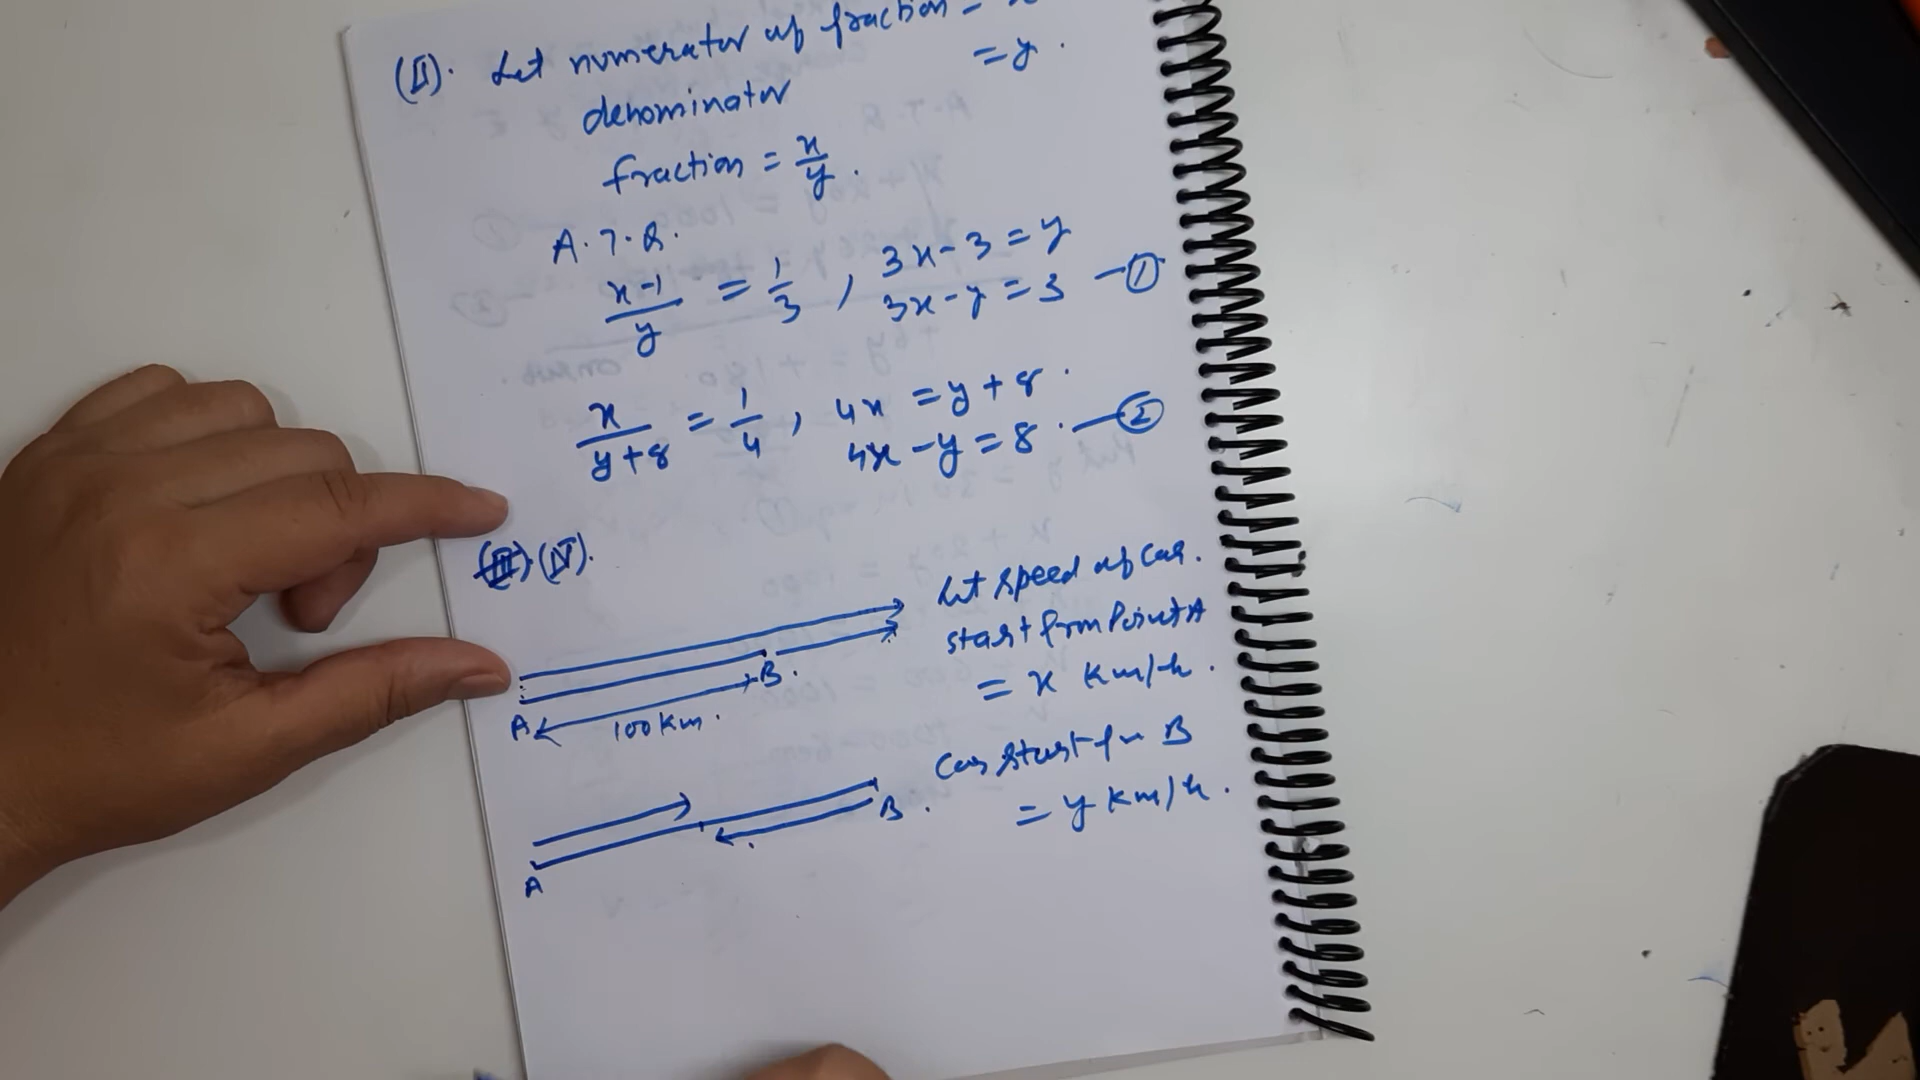 (II). Let numerator of fraction =
denominator = y.
fraction = x/y.
A.T.Q.
(x-1)/y = 1/3 , 3x-3 = y
3x-y = 3 —①
x/(y+8) = 1/4 , 4x = y+8.
4x-y = 8. —②
(III) (IV).
Let speed of car.
start from Point A
= x km/h.
B.
A 100 km.
Car start from B
= y km/h.
B.
A